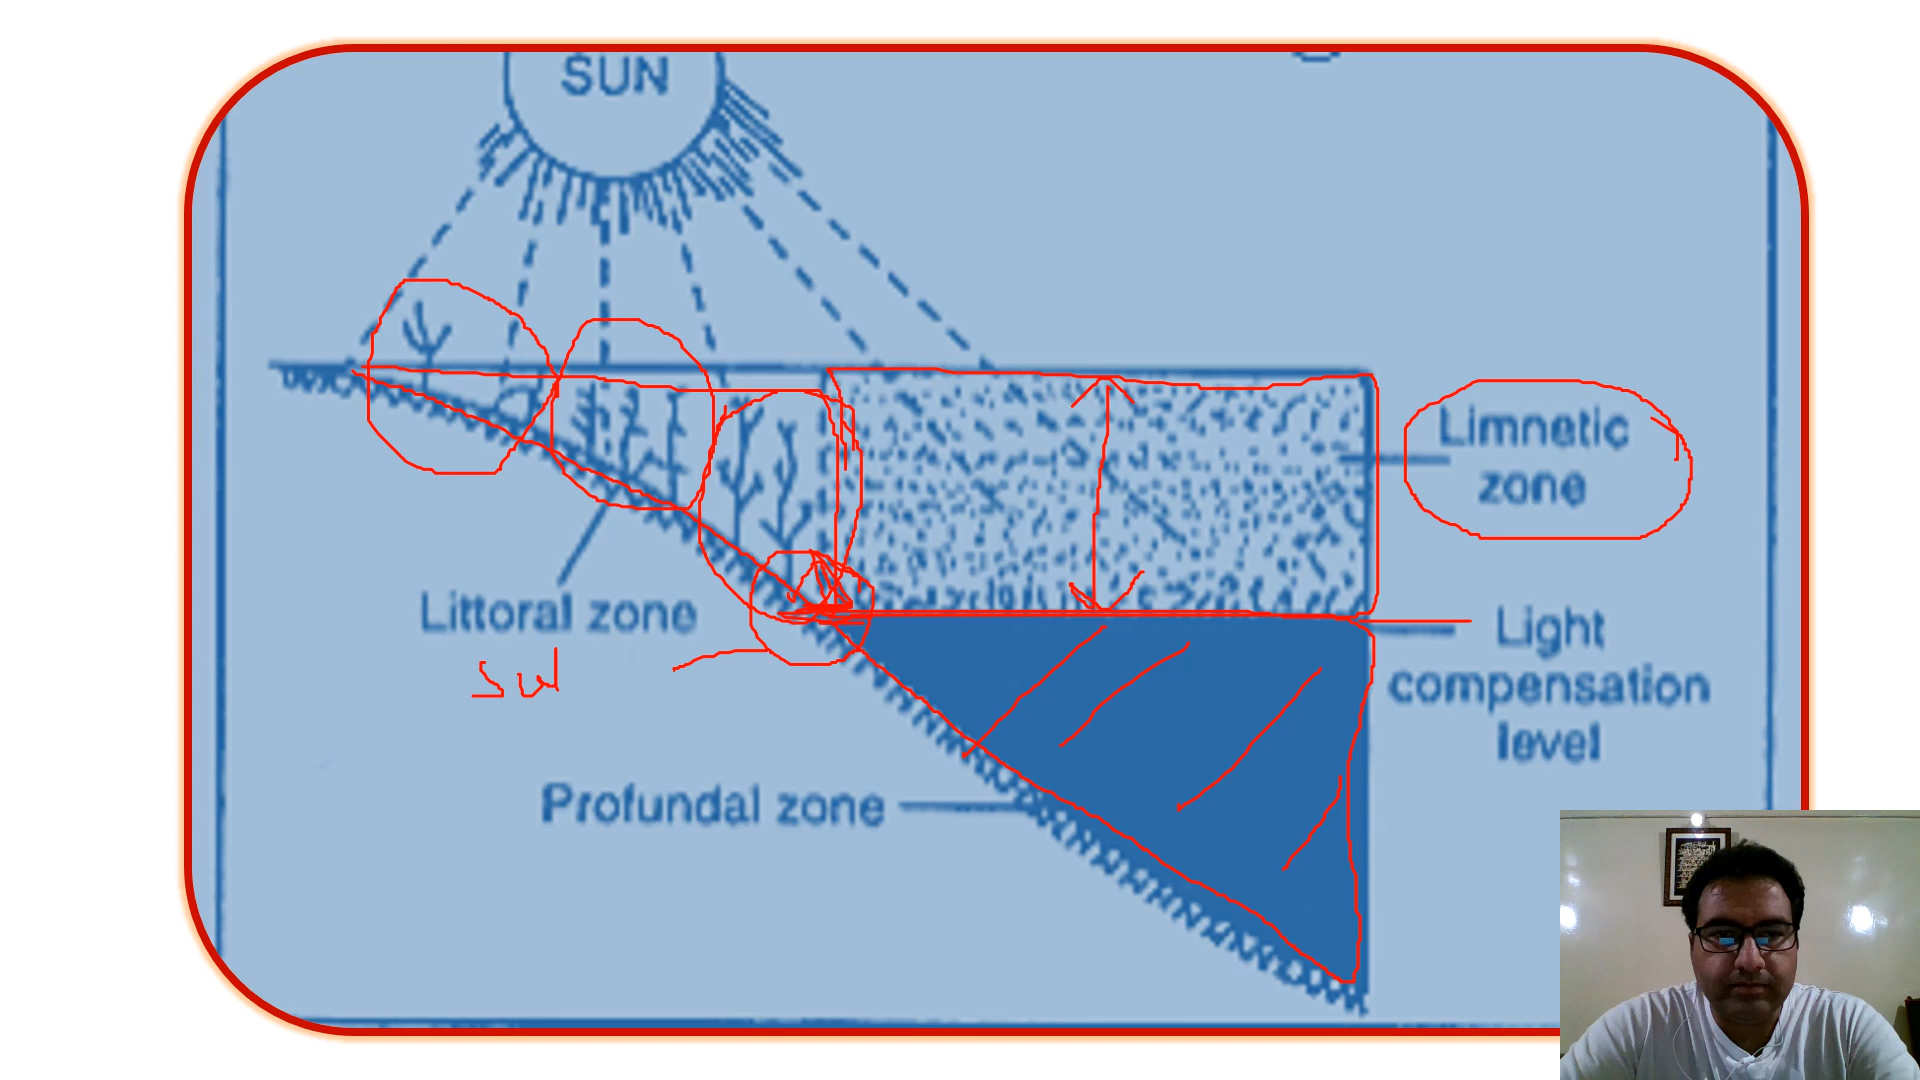 SUN
Limnetic
zone
Littoral zone
Light
compensation
level
Profundal zone